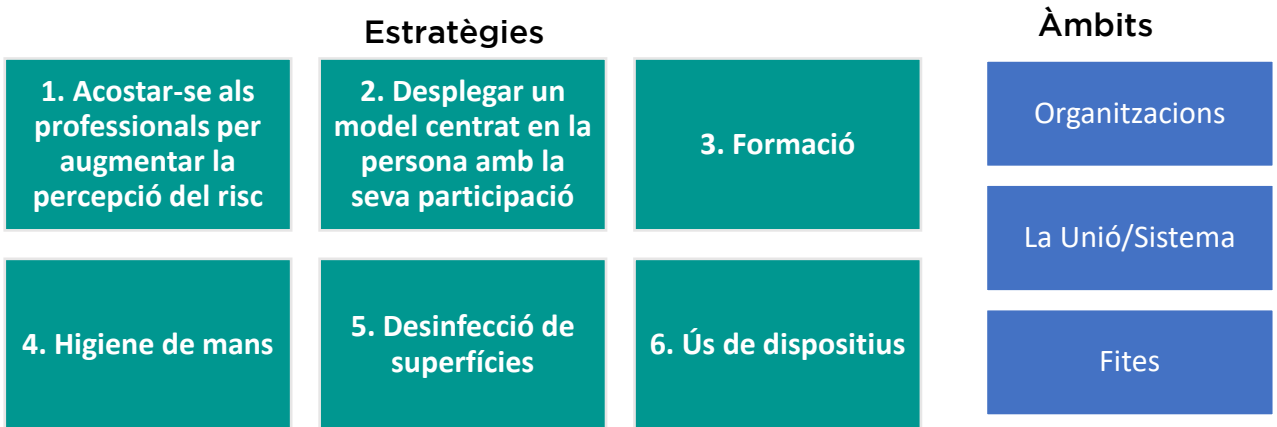 Estratègies
1. Acostar-se als
professionals per
augmentar la
percepció del risc
2. Desplegar un
model centrat en la
persona amb la
seva participació
3. Formació
4. Higiene de mans
5. Desinfecció de
superfícies
6. Ús de dispositius
Àmbits
Organitzacions
La Unió/Sistema
Fites